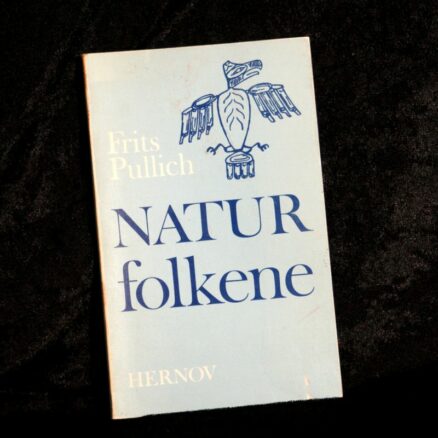 Frits
Pullich
NATUR
folkene
HERNOV